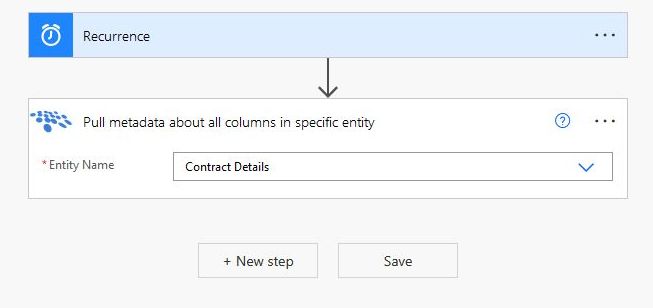 Recurrence
Pull metadata about all columns in specific entity
* Entity Name
Contract Details
+ New step
Save